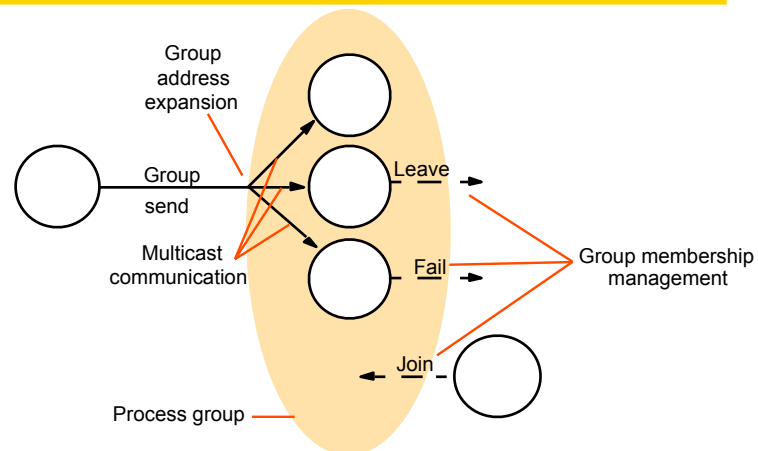 Group
address
expansion
Group
send
Leave
Multicast
communication
Fail
Group membership
management
Join
Process group